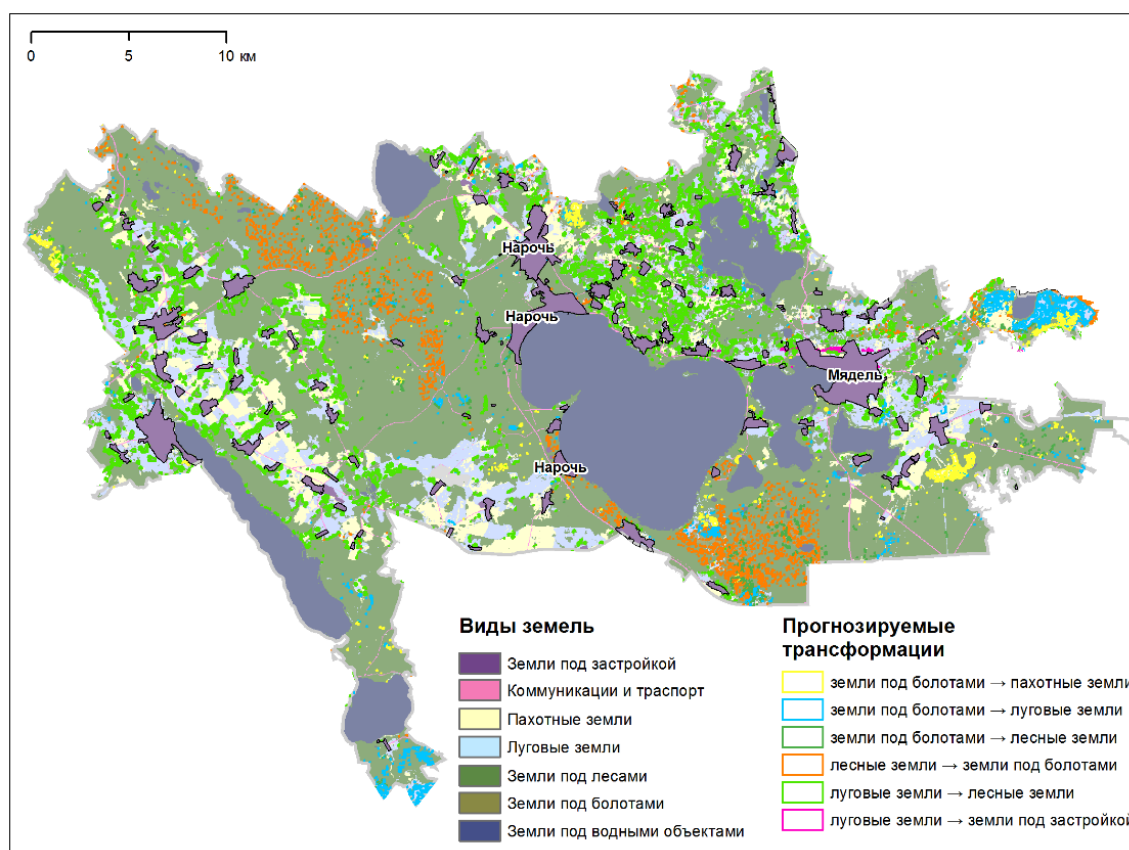 0 5 10 км
Нарочь
Нарочь
Мядель
Нарочь
Виды земель
Земли под застройкой
Коммуникации и траспорт
Пахотные земли
Луговые земли
Земли под лесами
Земли под болотами
Земли под водными объектами
Прогнозируемые
трансформации
земли под болотами → пахотные земли
земли под болотами → луговые земли
земли под болотами → лесные земли
лесные земли → земли под болотами
луговые земли → лесные земли
луговые земли → земли под застройкой